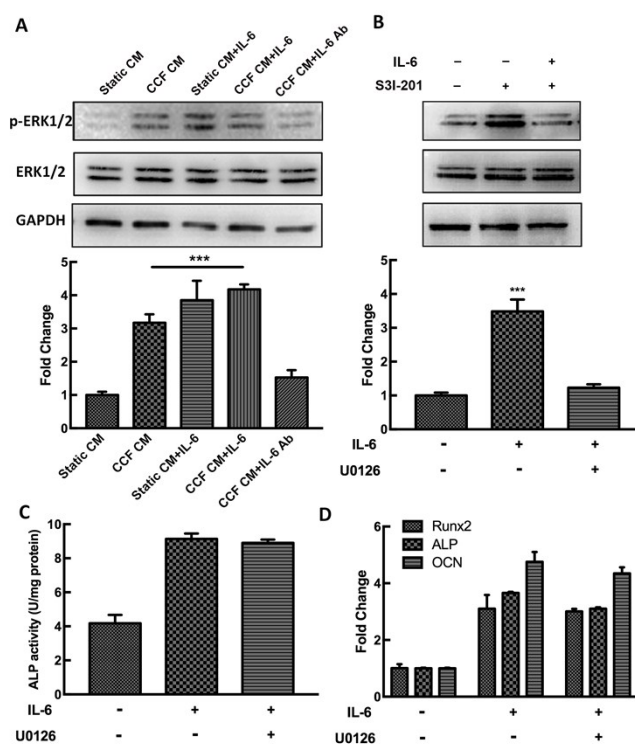 A
Static CM
CCF CM
Static CM+IL-6
CCF CM+IL-6
CCF CM+IL-6 Ab
p-ERK1/2
ERK1/2
GAPDH
***
Fold Change
5
4
3
2
1
0
Static CM
CCF CM
Static CM+IL-6
CCF CM+IL-6
CCF CM+IL-6 Ab
B
IL-6 – – +
S3I-201 – + +
***
Fold Change
5
4
3
2
1
0
IL-6 - + +
U0126 - - +
C
ALP activity (U/mg protein)
10
8
6
4
2
0
IL-6 - + +
U0126 - - +
D
Runx2
ALP
OCN
Fold Change
6
4
2
0
IL-6 - + +
U0126 - - +